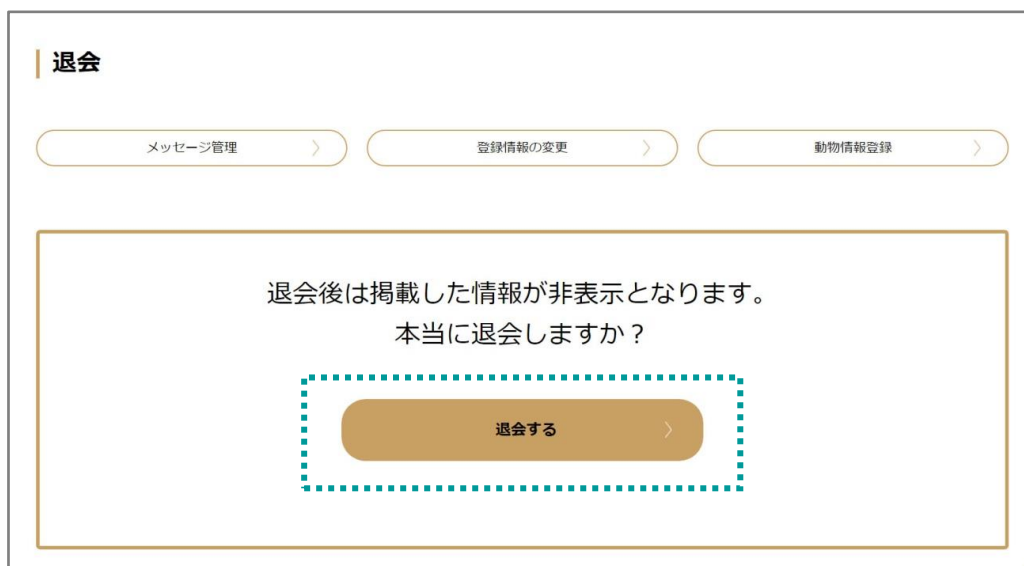 退会
メッセージ管理
登録情報の変更
動物情報登録
退会後は掲載した情報が非表示となります。
本当に退会しますか？
退会する